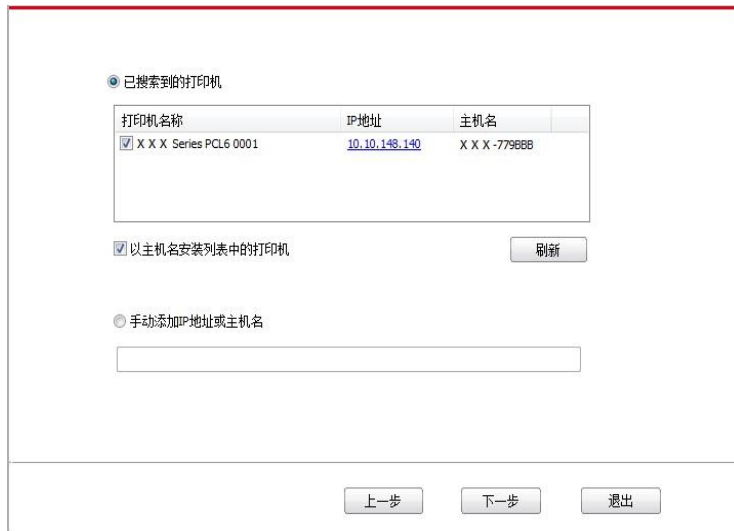 已搜索到的打印机
打印机名称 IP地址 主机名
X X X Series PCL6 0001 10.10.148.140 X X X -779BBB
以主机名安装列表中的打印机 刷新
手动添加IP地址或主机名
上一步 下一步 退出